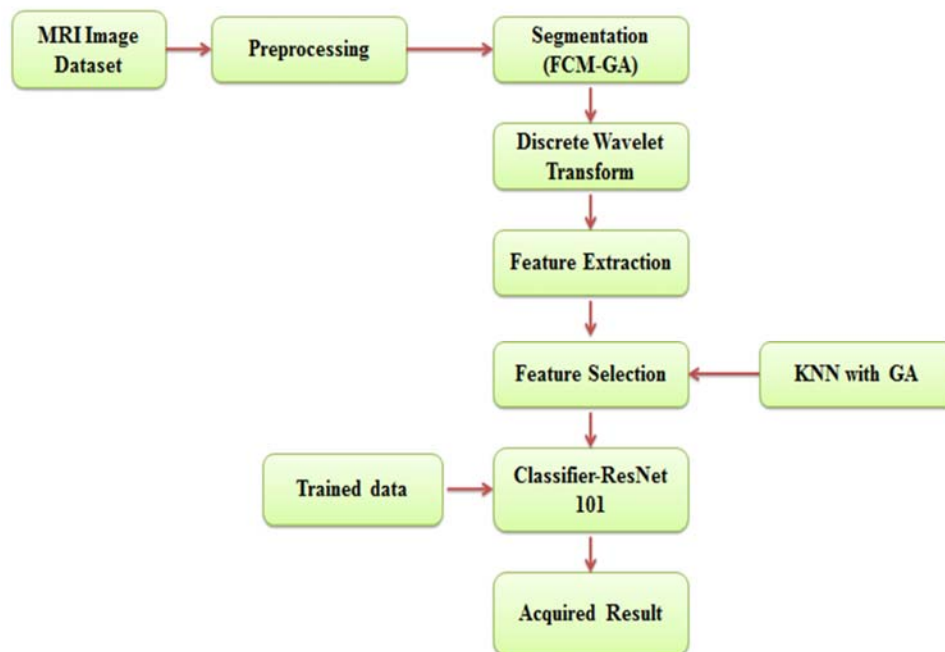 MRI Image
Dataset
Preprocessing
Segmentation
(FCM-GA)
Discrete Wavelet
Transform
Feature Extraction
Feature Selection
KNN with GA
Trained data
Classifier-ResNet
101
Acquired Result